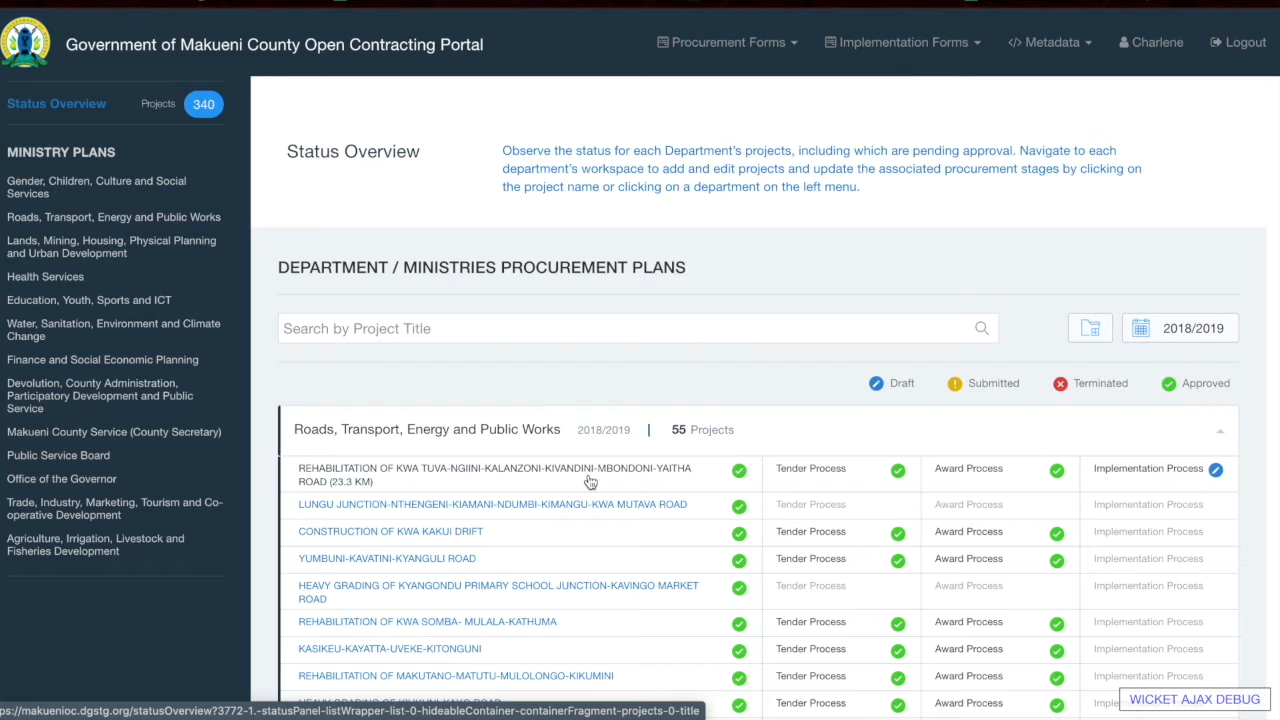 Government of Makueni County Open Contracting Portal
Procurement Forms
Implementation Forms
</> Metadata
Charlene
Logout
Status Overview
Projects
340
MINISTRY PLANS
Gender, Children, Culture and Social
Services
Roads, Transport, Energy and Public Works
Lands, Mining, Housing, Physical Planning
and Urban Development
Health Services
Education, Youth, Sports and ICT
Water, Sanitation, Environment and Climate
Change
Finance and Social Economic Planning
Devolution, County Administration,
Participatory Development and Public
Service
Makueni County Service (County Secretary)
Public Service Board
Office of the Governor
Trade, Industry, Marketing, Tourism and Co-
operative Development
Agriculture, Irrigation, Livestock and
Fisheries Development
Status Overview
Observe the status for each Department's projects, including which are pending approval. Navigate to each
department's workspace to add and edit projects and update the associated procurement stages by clicking on
the project name or clicking on a department on the left menu.
DEPARTMENT / MINISTRIES PROCUREMENT PLANS
Search by Project Title
2018/2019
Draft
Submitted
Terminated
Approved
Roads, Transport, Energy and Public Works 2018/2019 | 55 Projects
REHABILITATION OF KWA TUVA-NGIINI-KALANZONI-KIVANDINI-MBONDONI-YAITHA
ROAD (23.3 KM)
Tender Process
Award Process
Implementation Process
LUNGU JUNCTION-NTHENGENI-KIAMANI-NDUMBI-KIMANGU-KWA MUTAVA ROAD
Tender Process
Award Process
Implementation Process
CONSTRUCTION OF KWA KAKUI DRIFT
Tender Process
Award Process
Implementation Process
YUMBUNI-KAVATINI-KYANGULI ROAD
Tender Process
Award Process
Implementation Process
HEAVY GRADING OF KYANGONDU PRIMARY SCHOOL JUNCTION-KAVINGO MARKET
ROAD
Tender Process
Award Process
Implementation Process
REHABILITATION OF KWA SOMBA- MULALA-KATHUMA
Tender Process
Award Process
Implementation Process
KASIKEU-KAYATTA-UVEKE-KITONGUNI
Tender Process
Award Process
Implementation Process
REHABILITATION OF MAKUTANO-MATUTU-MULOLONGO-KIKUMINI
Tender Process
Award Process
Implementation Process
Tender Process
Award Process
ps://makuenioc.dgstg.org/statusOverview?3772-1.-statusPanel-listWrapper-list-0-hideableContainer-containerFragment-projects-0-title
WICKET AJAX DEBUG